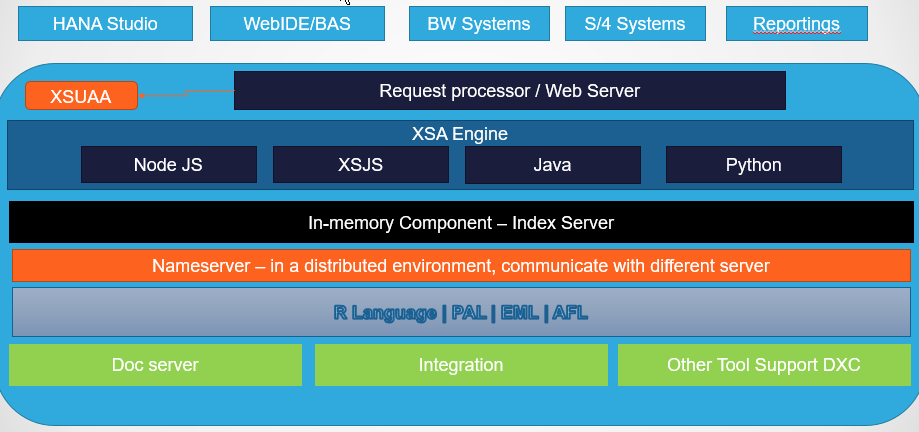 HANA Studio
WebIDE/BAS
BW Systems
S/4 Systems
Reportings
XSUAA
Request processor / Web Server
XSA Engine
Node JS
XSJS
Java
Python
In-memory Component – Index Server
Nameserver – in a distributed environment, communicate with different server
R Language | PAL | EML | AFL
Doc server
Integration
Other Tool Support DXC